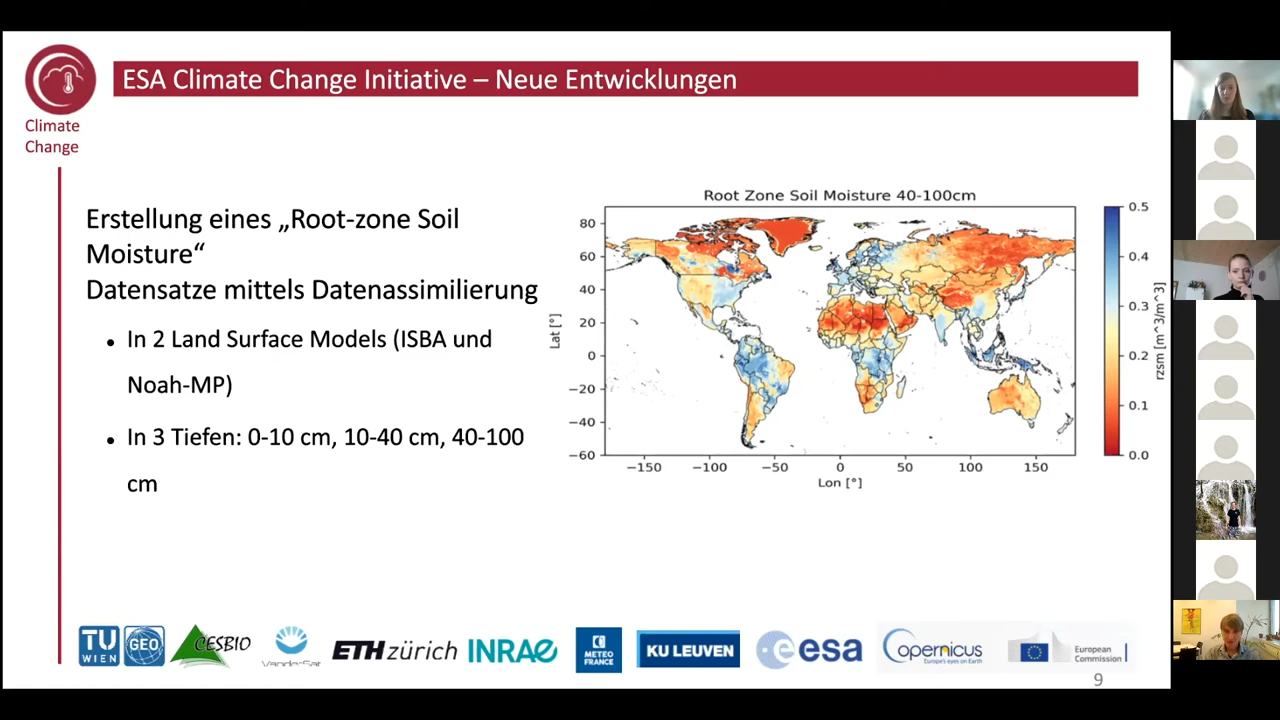 ESA Climate Change Initiative – Neue Entwicklungen
Climate
Change
Erstellung eines „Root-zone Soil
Moisture“
Datensatze mittels Datenassimilierung
• In 2 Land Surface Models (ISBA und
Noah-MP)
• In 3 Tiefen: 0-10 cm, 10-40 cm, 40-100
cm
Root Zone Soil Moisture 40-100cm
80
60
40
20
0
−20
−40
−60
Lat [°]
−150 −100 −50 0 50 100 150
Lon [°]
0.5
0.4
0.3
0.2
0.1
0.0
rzsm [m^3/m^3]
TU
WIEN
GEO
CESBIO
VanderSat
ETH zürich
INRAE
METEO
FRANCE
KU LEUVEN
esa
Copernicus
Europe's eyes on Earth
European
Commission
9